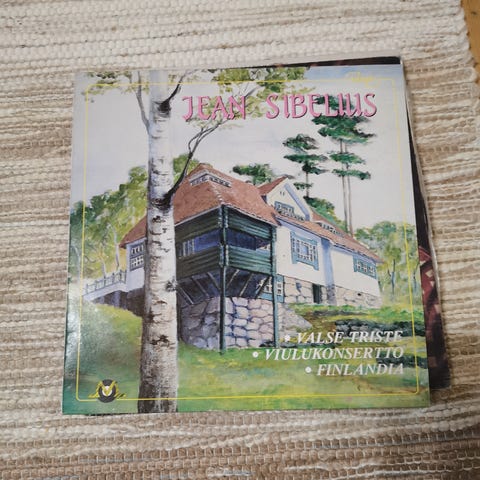 JEAN SIBELIUS
• VALSE TRISTE
• VIULUKONSERTTO
• FINLANDIA